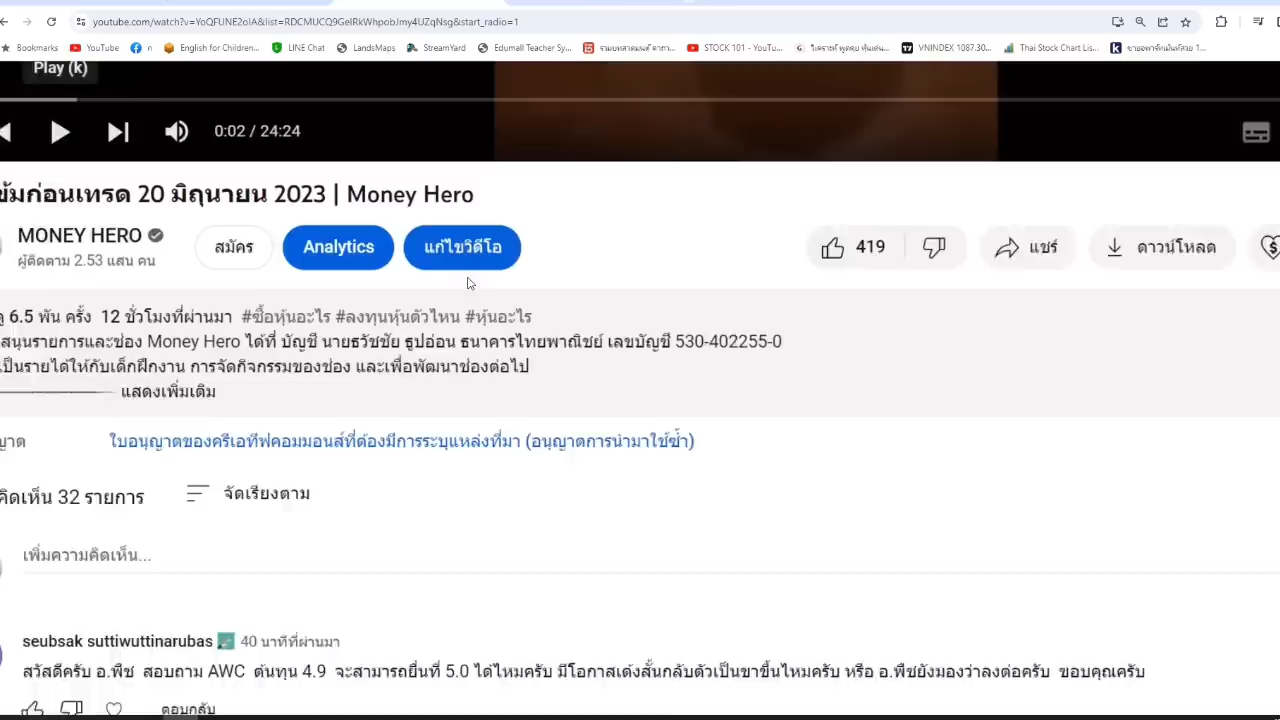 youtube.com/watch?v=YoQFUNE2oIA&list=RDCMUCQ9GeIRkWhpobJmy4UZqNsg&start_radio=1
Bookmarks YouTube n English for Children... LINE Chat LandsMaps StreamYard Edumall Teacher Sy... STOCK 101 - YouTu... VNINDEX 1087.30... Thai Stock Chart Lis...
Play (k)
0:02 / 24:24
ข้มก่อนเทรด 20 มิถุนายน 2023 | Money Hero
MONEY HERO
ผู้ติดตาม 2.53 แสน คน
สมัคร Analytics แก้ไขวิดีโอ 419 แชร์ ดาวน์โหลด
6.5 พัน ครั้ง 12 ชั่วโมงที่ผ่านมา #ซื้อหุ้นอะไร #ลงทุนหุ้นตัวไหน #หุ้นอะไร
สนุนรายการและช่อง Money Hero ได้ที่ บัญชี นายธวัชชัย ธูปอ่อน ธนาคารไทยพาณิชย์ เลขบัญชี 530-402255-0
เป็นรายได้ให้กับเด็กฝึกงาน การจัดกิจกรรมของช่อง และเพื่อพัฒนาช่องต่อไป
แสดงเพิ่มเติม
ญาต ใบอนุญาตของครีเอทีฟคอมมอนส์ที่ต้องมีการระบุแหล่งที่มา (อนุญาตการนำมาใช้ซ้ำ)
คิดเห็น 32 รายการ จัดเรียงตาม
เพิ่มความคิดเห็น...
seubsak suttiwuttinarubas 40 นาทีที่ผ่านมา
สวัสดีครับ อ.พืช สอบถาม AWC ต้นทุน 4.9 จะสามารถยืนที่ 5.0 ได้ไหมครับ มีโอกาสเด้งสั้นกลับตัวเป็นขาขึ้นไหมครับ หรือ อ.พืชยังมองว่าลงต่อครับ ขอบคุณครับ
ตอบกลับ